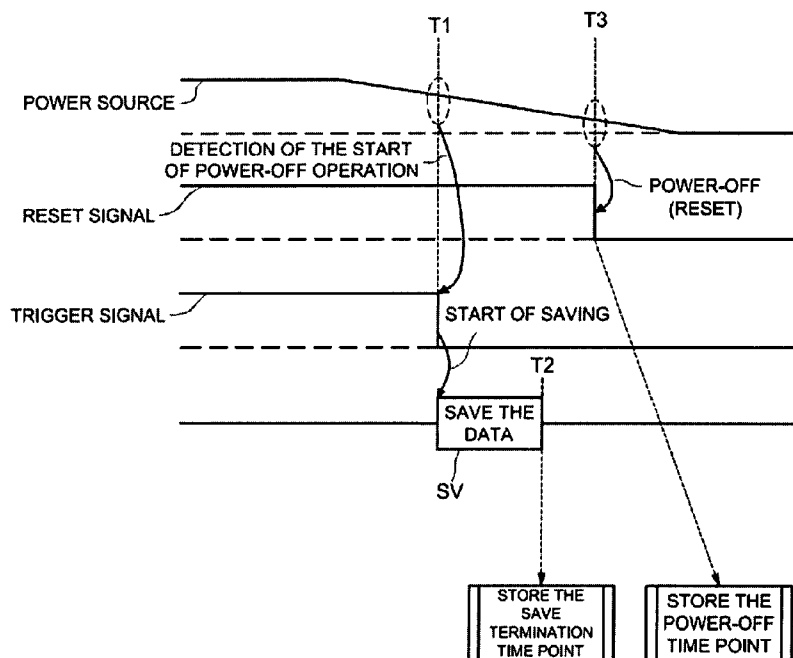 T1
T3
POWER SOURCE
DETECTION OF THE START
OF POWER-OFF OPERATION
POWER-OFF
(RESET)
RESET SIGNAL
TRIGGER SIGNAL
START OF SAVING
T2
SAVE THE
DATA
SV
STORE THE
SAVE
TERMINATION
TIME POINT
STORE THE
POWER-OFF
TIME POINT